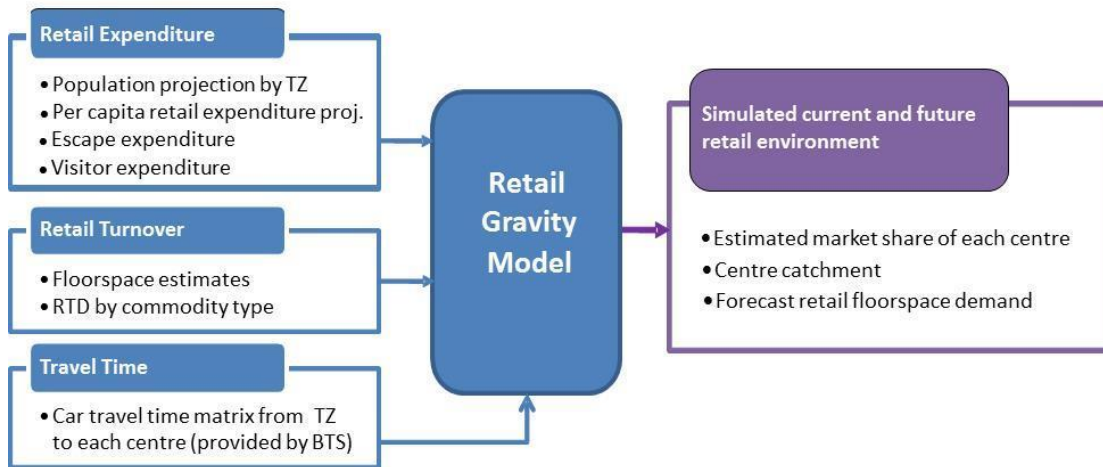 Retail Expenditure
• Population projection by TZ
• Per capita retail expenditure proj.
• Escape expenditure
• Visitor expenditure
Retail Turnover
• Floorspace estimates
• RTD by commodity type
Travel Time
• Car travel time matrix from TZ
to each centre (provided by BTS)
Retail
Gravity
Model
Simulated current and future
retail environment
• Estimated market share of each centre
• Centre catchment
• Forecast retail floorspace demand